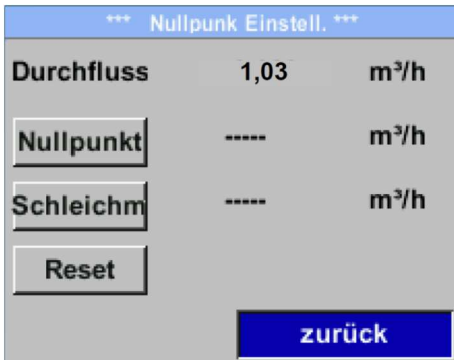 *** Nullpunk Einstell. ***
Durchfluss 1,03 m³/h
Nullpunkt ----- m³/h
Schleichm ----- m³/h
Reset
zurück